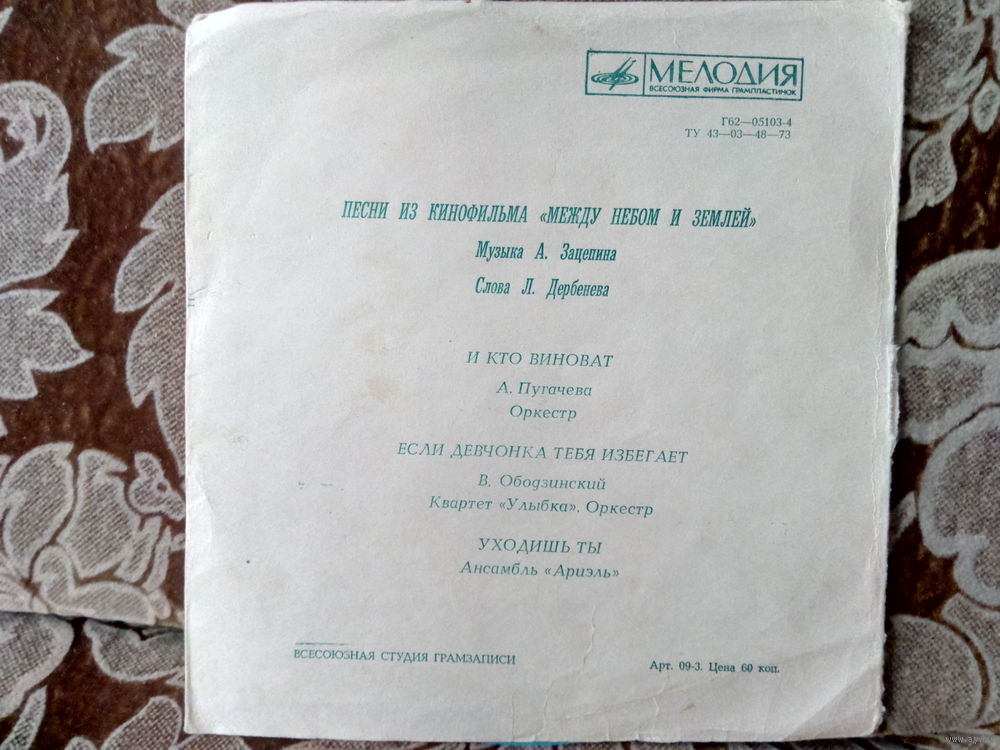 МЕЛОДИЯ
ВСЕСОЮЗНАЯ ФИРМА ГРАМПЛАСТИНОК
Г62—05103-4
ТУ 43—03—48—73
ПЕСНИ ИЗ КИНОФИЛЬМА «МЕЖДУ НЕБОМ И ЗЕМЛЕЙ»
Музыка А. Зацепина
Слова Л. Дербенева
И КТО ВИНОВАТ
А. Пугачева
Оркестр
ЕСЛИ ДЕВЧОНКА ТЕБЯ ИЗБЕГАЕТ
В. Ободзинский
Квартет «Улыбка». Оркестр
УХОДИШЬ ТЫ
Ансамбль «Ариэль»
ВСЕСОЮЗНАЯ СТУДИЯ ГРАМЗАПИСИ
Арт. 09-3. Цена 60 коп.